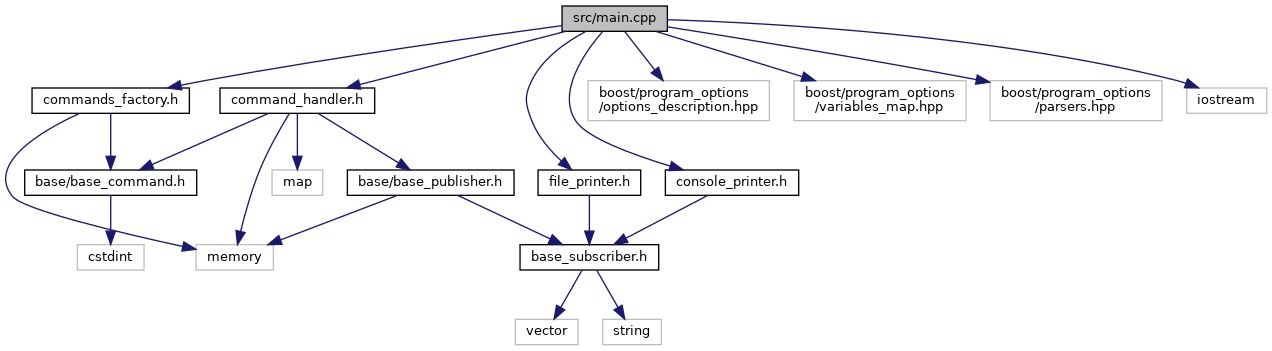 src/main.cpp
commands_factory.h
command_handler.h
boost/program_options
/options_description.hpp
boost/program_options
/variables_map.hpp
boost/program_options
/parsers.hpp
iostream
base/base_command.h
map
base/base_publisher.h
file_printer.h
console_printer.h
cstdint
memory
base_subscriber.h
vector
string